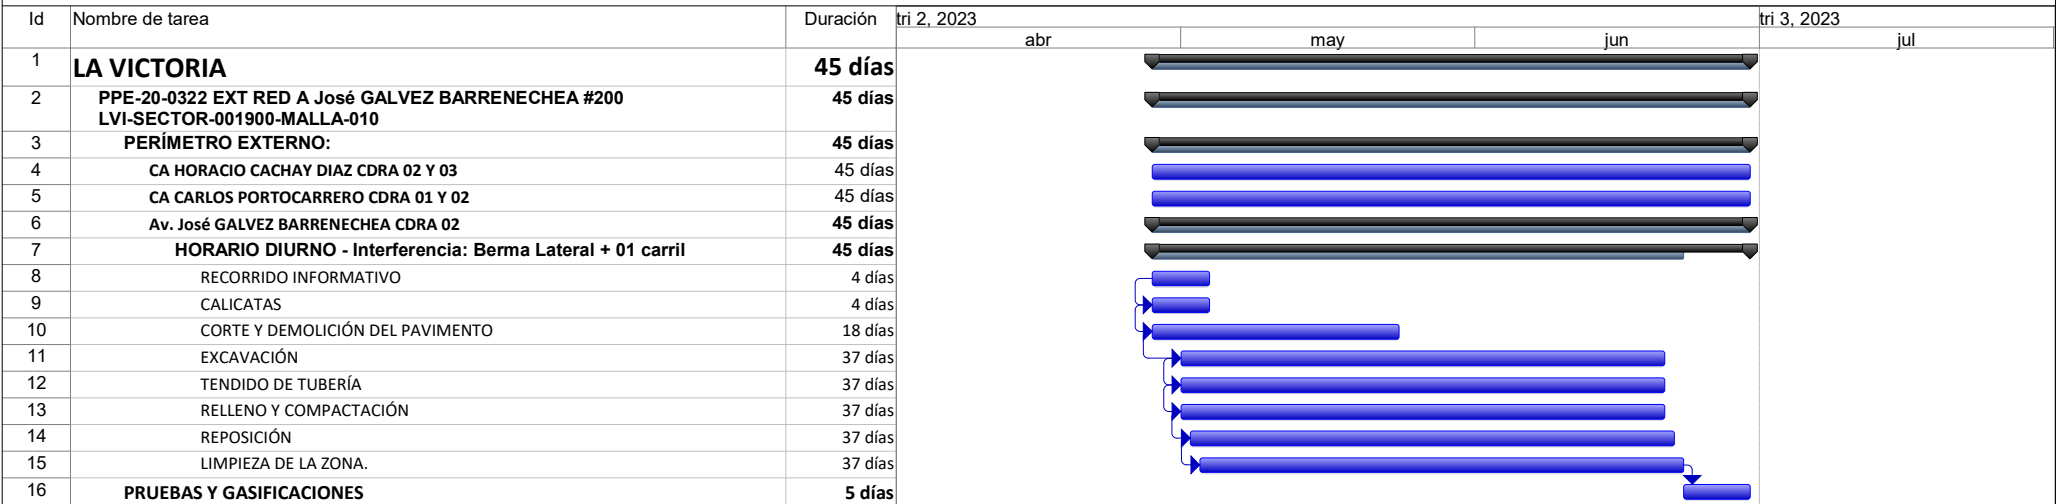 Id Nombre de tarea Duración tri 2, 2023 tri 3, 2023
abr may jun jul
1 LA VICTORIA 45 días
2 PPE-20-0322 EXT RED A José GALVEZ BARRENECHEA #200 45 días
LVI-SECTOR-001900-MALLA-010
3 PERÍMETRO EXTERNO: 45 días
4 CA HORACIO CACHAY DIAZ CDRA 02 Y 03 45 días
5 CA CARLOS PORTOCARRERO CDRA 01 Y 02 45 días
6 Av. José GALVEZ BARRENECHEA CDRA 02 45 días
7 HORARIO DIURNO - Interferencia: Berma Lateral + 01 carril 45 días
8 RECORRIDO INFORMATIVO 4 días
9 CALICATAS 4 días
10 CORTE Y DEMOLICIÓN DEL PAVIMENTO 18 días
11 EXCAVACIÓN 37 días
12 TENDIDO DE TUBERÍA 37 días
13 RELLENO Y COMPACTACIÓN 37 días
14 REPOSICIÓN 37 días
15 LIMPIEZA DE LA ZONA. 37 días
16 PRUEBAS Y GASIFICACIONES 5 días